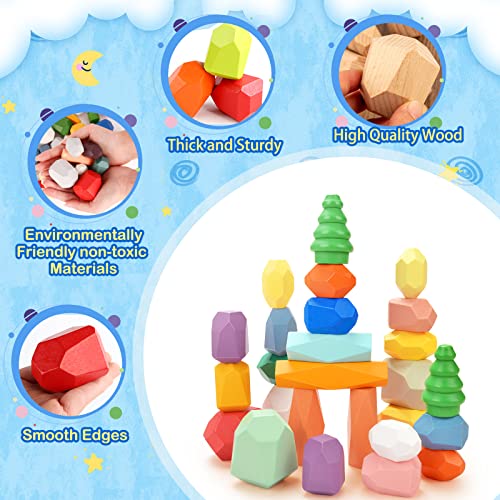 Thick and Sturdy
High Quality Wood
Environmentally
Friendly non-toxic
Materials
Smooth Edges